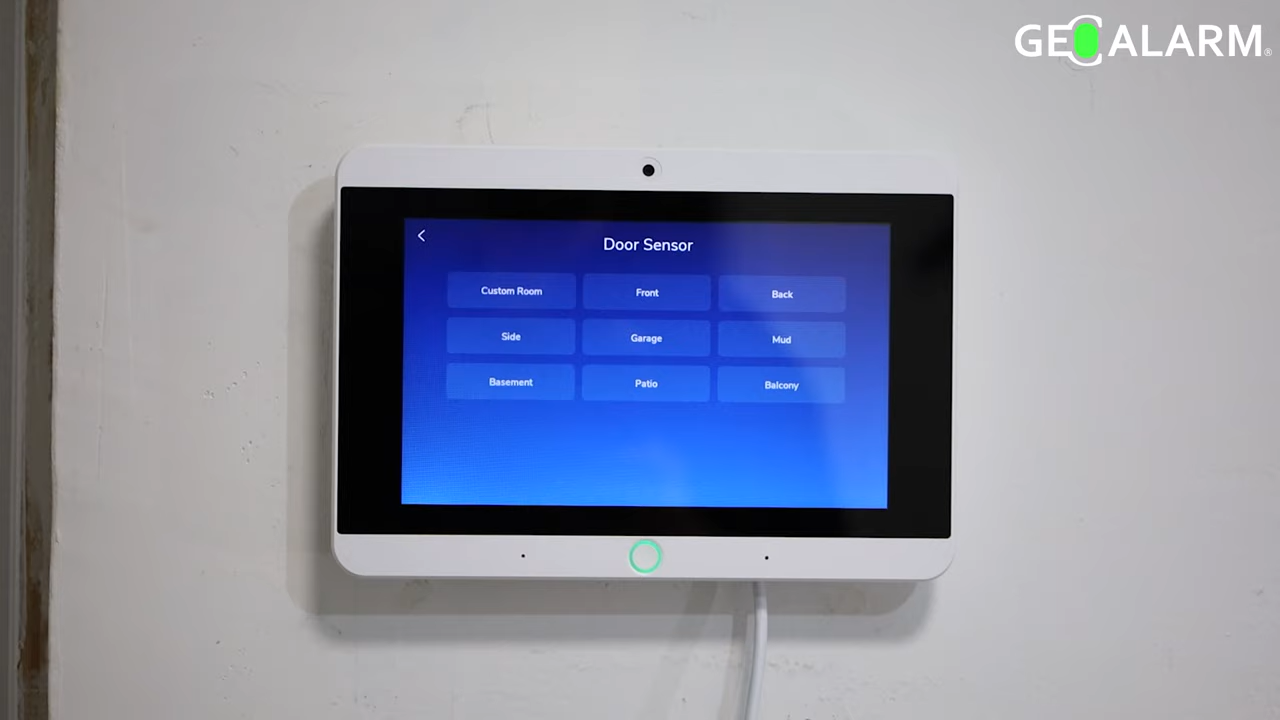 GEOALARM®
Door Sensor
Custom Room Front Back
Side Garage Mud
Basement Patio Balcony